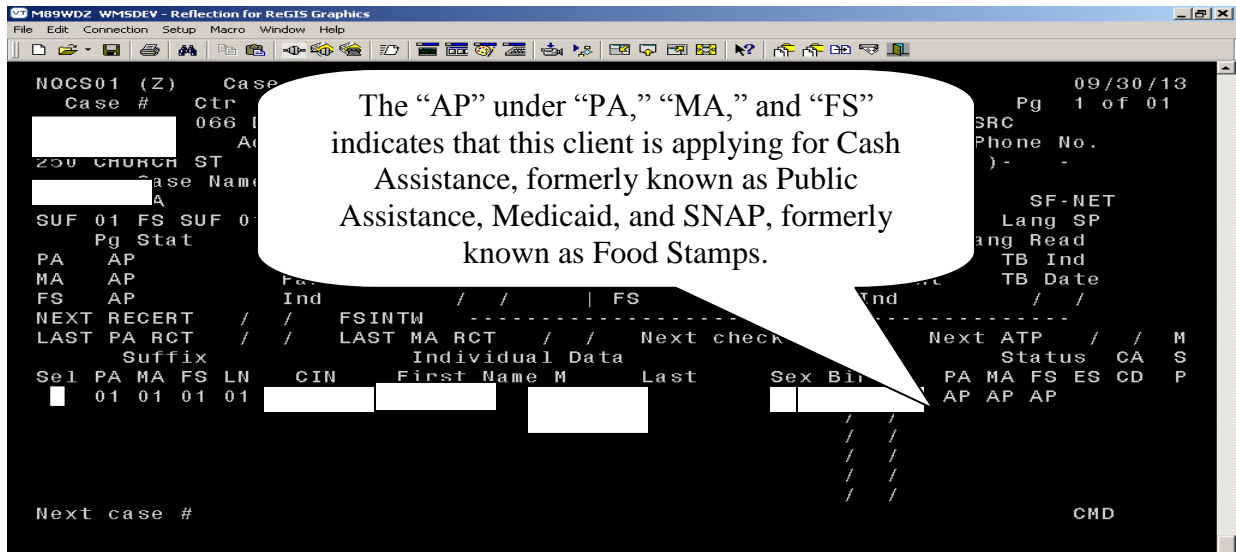 M89WDZ WMSDEV - Reflection for ReGIS Graphics
File Edit Connection Setup Macro Window Help
NQCS01 (Z) Case 09/30/13
Case # Ctr Pg 1 of 01
066 SRC
Phone No.
250 CHURCH ST ) - -
Case Name
A SF-NET
SUF 01 FS SUF 0 Lang SP
Pg Stat ang Read
PA AP TB Ind
MA AP TB Date
FS AP Ind / / | FS Ind / /
NEXT RECERT / / FSINTW
LAST PA RCT / / LAST MA RCT / / Next check Next ATP / / M
Suffix Individual Data Status CA S
Sel PA MA FS LN CIN First Name M Last Sex Bir PA MA FS ES CD P
01 01 01 01 AP AP AP
/ /
/ /
/ /
/ /
/ /
Next case # CMD
The “AP” under “PA,” “MA,” and “FS”
indicates that this client is applying for Cash
Assistance, formerly known as Public
Assistance, Medicaid, and SNAP, formerly
known as Food Stamps.